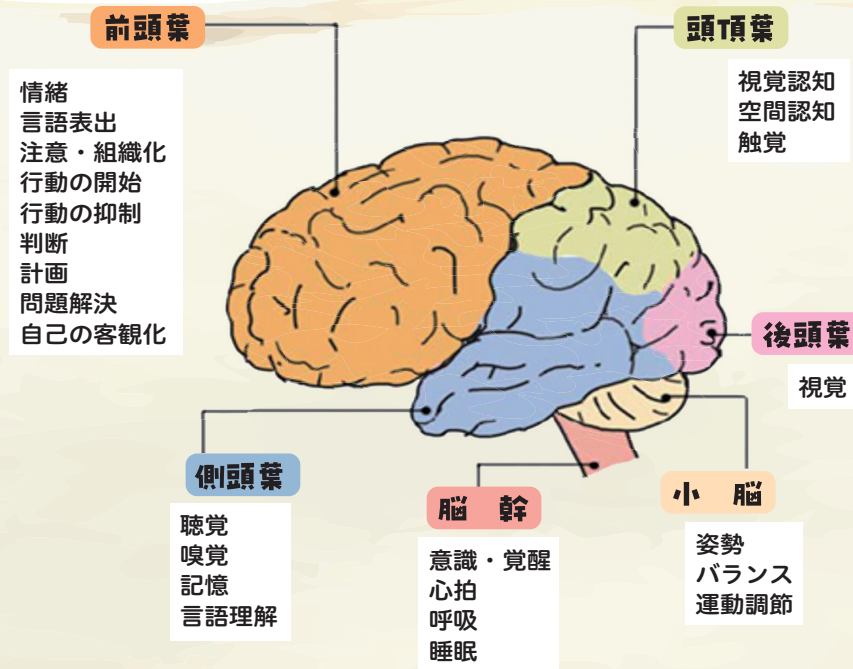 前頭葉
情緒
言語表出
注意・組織化
行動の開始
行動の抑制
判断
計画
問題解決
自己の客観化
頭頂葉
視覚認知
空間認知
触覚
後頭葉
視覚
側頭葉
聴覚
嗅覚
記憶
言語理解
脳 幹
意識・覚醒
心拍
呼吸
睡眠
小 脳
姿勢
バランス
運動調節